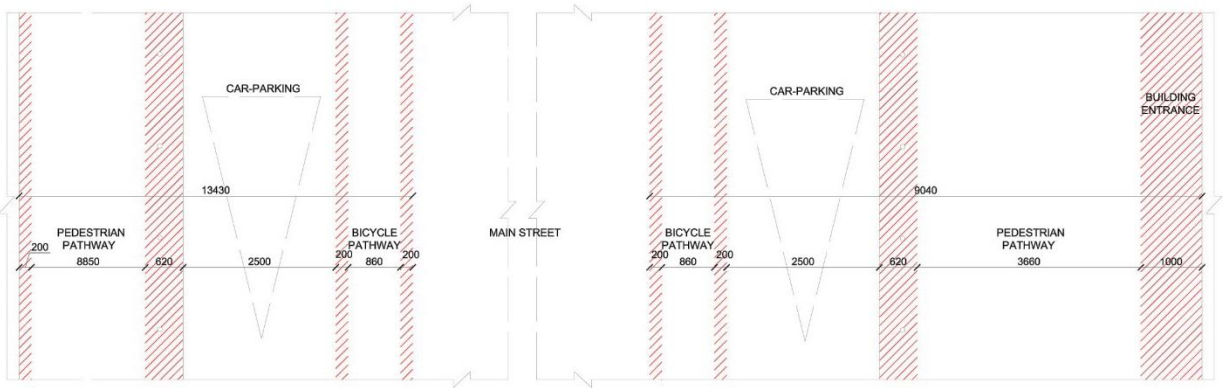 CAR-PARKING
CAR-PARKING
BUILDING
ENTRANCE
13430
9040
PEDESTRIAN
PATHWAY
BICYCLE
PATHWAY
MAIN STREET
BICYCLE
PATHWAY
PEDESTRIAN
PATHWAY
200
8850
620
2500
200
860
200
200
860
200
2500
620
3660
1000